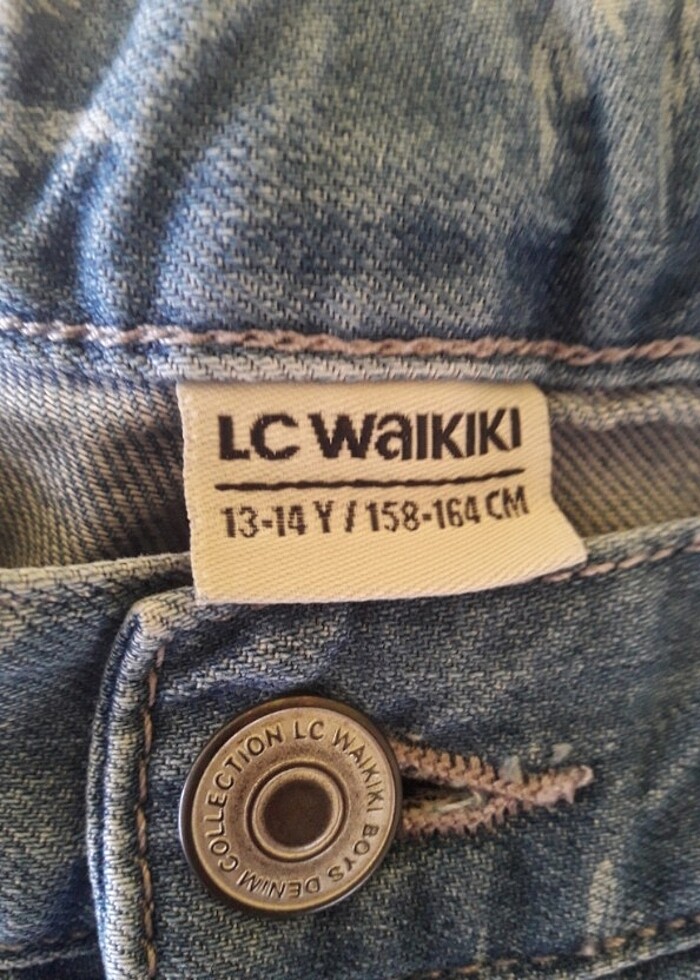 LC WAIKIKI
13-14 Y / 158-164 CM
LC WAIKIKI BOYS DENIM COLLECTION